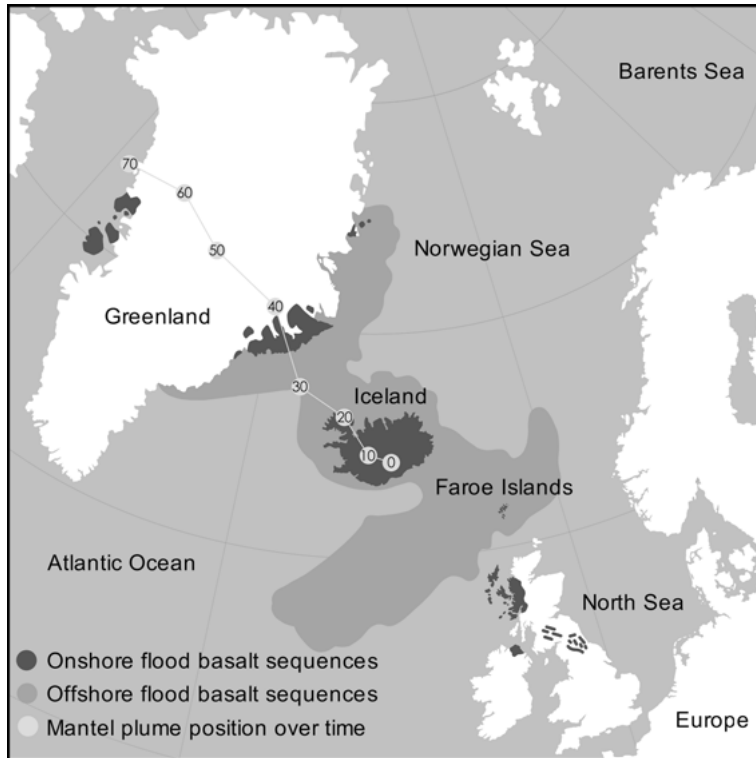 Barents Sea
70
60
Norwegian Sea
50
40
Greenland
30
Iceland
20
10
0
Faroe Islands
Atlantic Ocean
North Sea
Onshore flood basalt sequences
Offshore flood basalt sequences
Mantel plume position over time
Europe